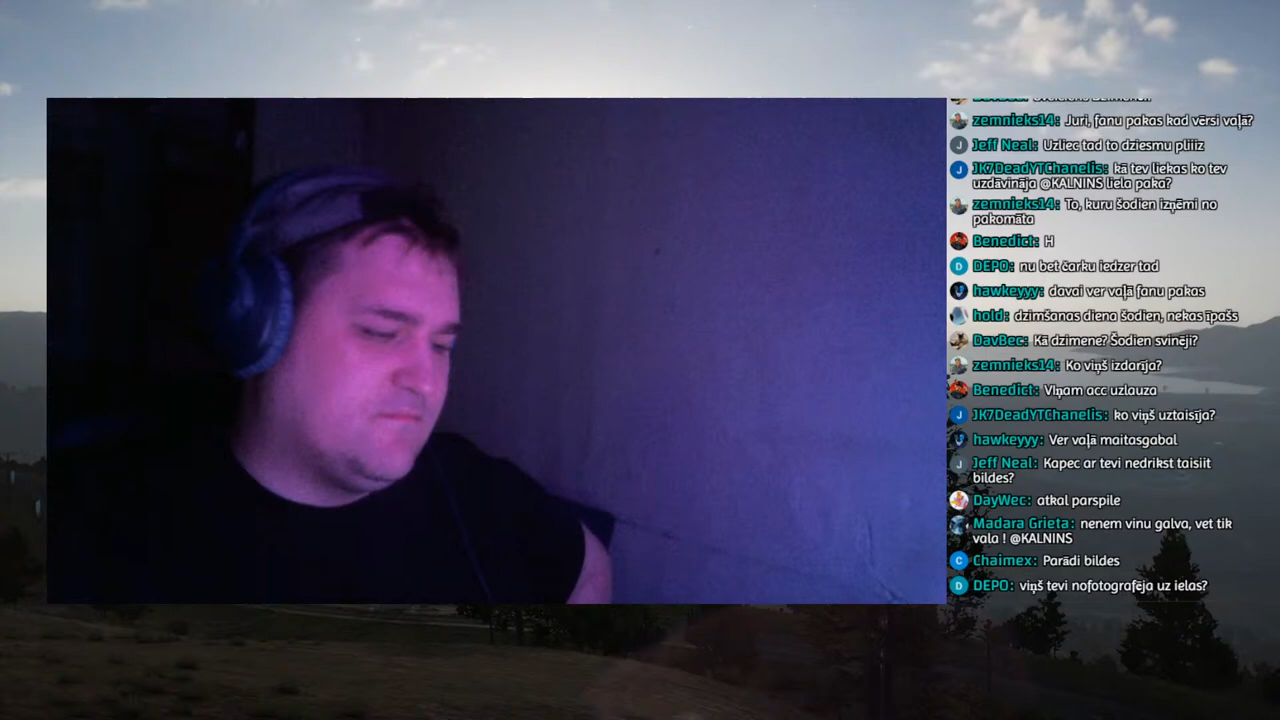 zemnieks14: Juri, fanu pakas kad vērsi vaļā?
J
Jeff Neal: Uzliec tad to dziesmu pliiiz
J
JK7DeadYTChanelis: kā tev liekas ko tev
uzdāvināja @KALNINS liela paka?
zemnieks14: To, kuru šodien izņēmi no
pakomāta
Benedict: H
D
DEPO: nu bet čarku iedzer tad
hawkeyyy: davai ver vaļā fanu pakas
hold: dzimšanas diena šodien, nekas īpašs
DavBec: Kā dzimene? Šodien svinēji?
zemnieks14: Ko viņš izdarīja?
Benedict: VIņam acc uzlauza
J
JK7DeadYTChanelis: ko viņš uztaisīja?
hawkeyyy: Ver vaļā maitasgabal
J
Jeff Neal: Kapec ar tevi nedrikst taisiit
bildes?
DayWec: atkal parspile
Madara Grieta: nenem vinu galva, vet tik
vala ! @KALNINS
C
Chaimex: Parādi bildes
D
DEPO: viņš tevi nofotografēja uz ielas?